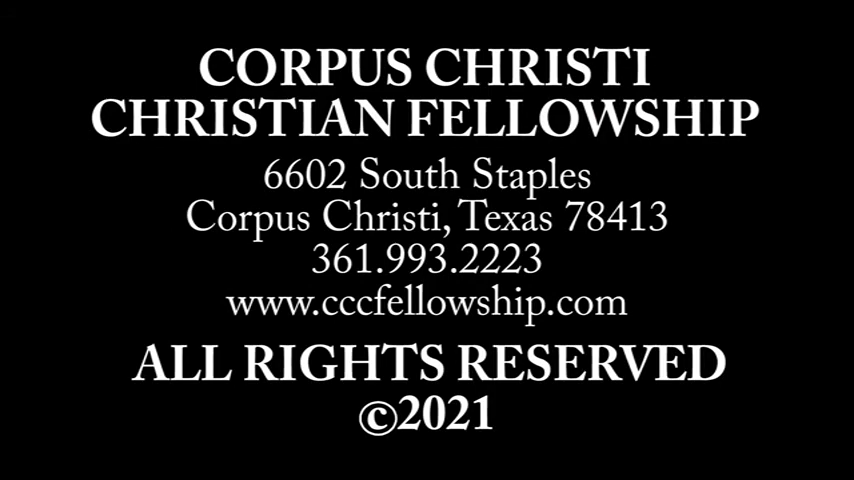 CORPUS CHRISTI
CHRISTIAN FELLOWSHIP
6602 South Staples
Corpus Christi, Texas 78413
361.993.2223
www.cccfellowship.com
ALL RIGHTS RESERVED
©2021